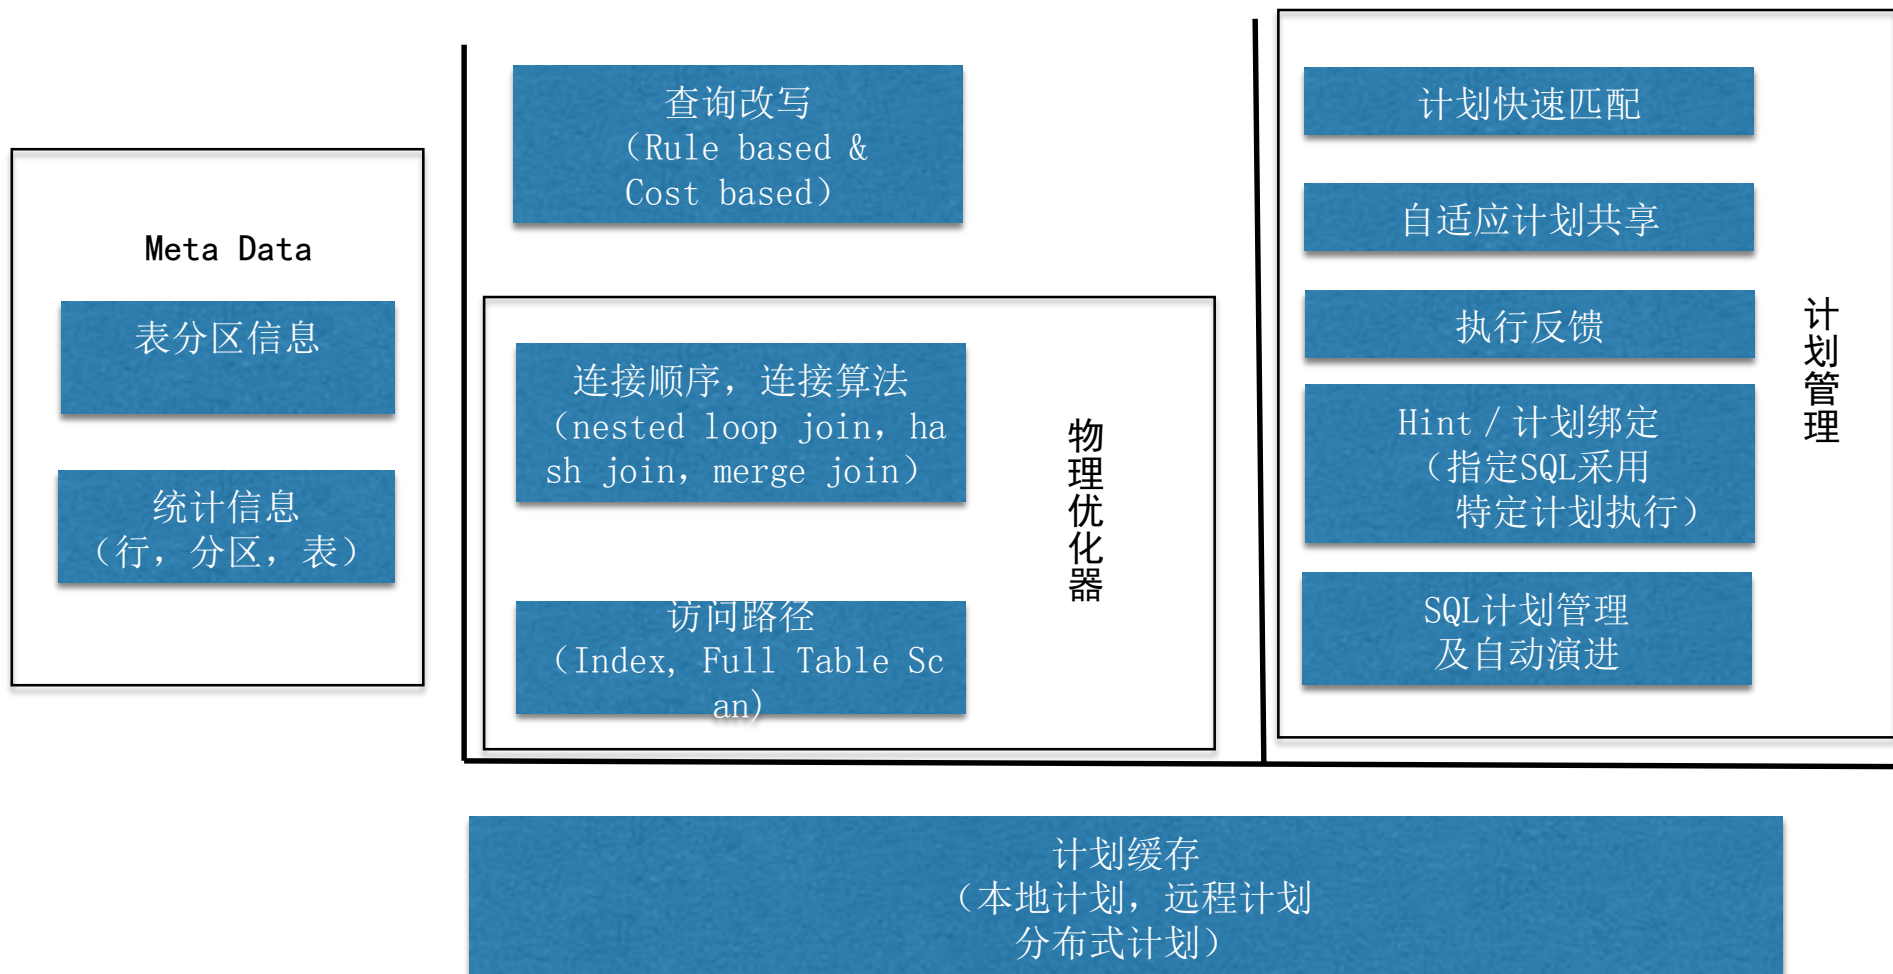 Meta Data
表分区信息
统计信息
（行，分区，表）
查询改写
（Rule based &
Cost based）
连接顺序，连接算法
（nested loop join，ha
sh join，merge join）
访问路径
（Index, Full Table Sc
an)
物理优化器
计划快速匹配
自适应计划共享
执行反馈
Hint / 计划绑定
（指定SQL采用
特定计划执行）
SQL计划管理
及自动演进
计划管理
计划缓存
（本地计划，远程计划
分布式计划）